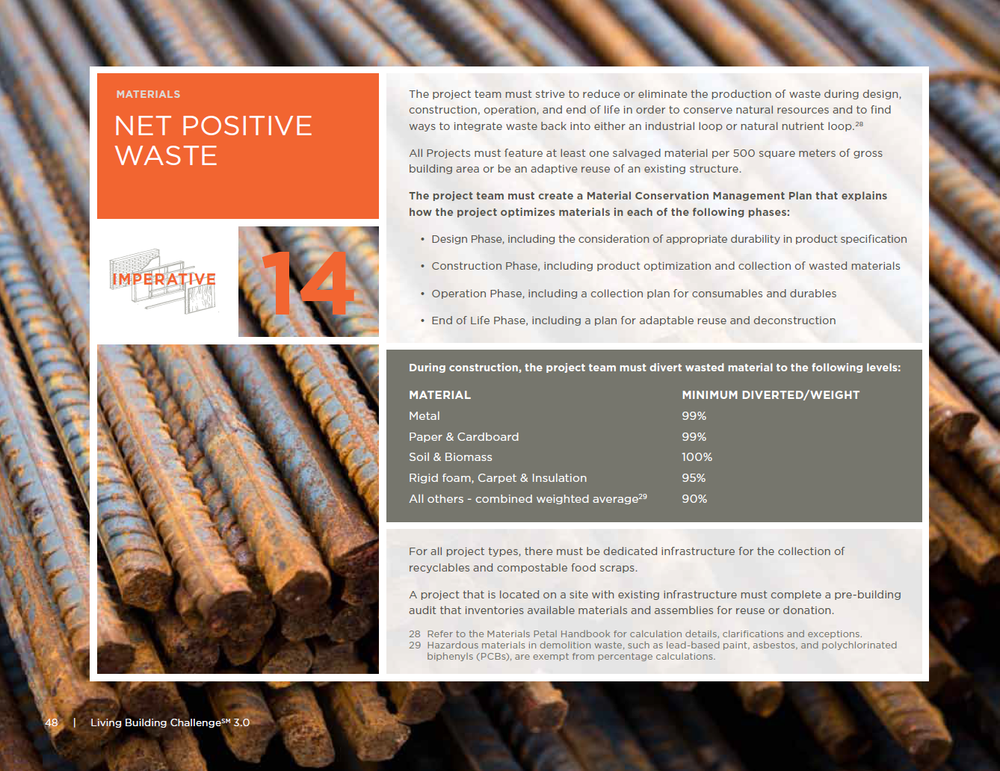 MATERIALS
NET POSITIVE
WASTE
IMPERATIVE
14
The project team must strive to reduce or eliminate the production of waste during design,
construction, operation, and end of life in order to conserve natural resources and to find
ways to integrate waste back into either an industrial loop or natural nutrient loop.28
All Projects must feature at least one salvaged material per 500 square meters of gross
building area or be an adaptive reuse of an existing structure.
The project team must create a Material Conservation Management Plan that explains
how the project optimizes materials in each of the following phases:
• Design Phase, including the consideration of appropriate durability in product specification
• Construction Phase, including product optimization and collection of wasted materials
• Operation Phase, including a collection plan for consumables and durables
• End of Life Phase, including a plan for adaptable reuse and deconstruction
During construction, the project team must divert wasted material to the following levels:
MATERIAL MINIMUM DIVERTED/WEIGHT
Metal 99%
Paper & Cardboard 99%
Soil & Biomass 100%
Rigid foam, Carpet & Insulation 95%
All others - combined weighted average29 90%
For all project types, there must be dedicated infrastructure for the collection of
recyclables and compostable food scraps.
A project that is located on a site with existing infrastructure must complete a pre-building
audit that inventories available materials and assemblies for reuse or donation.
28 Refer to the Materials Petal Handbook for calculation details, clarifications and exceptions.
29 Hazardous materials in demolition waste, such as lead-based paint, asbestos, and polychlorinated
biphenyls (PCBs), are exempt from percentage calculations.
48 | Living Building Challenge℠ 3.0